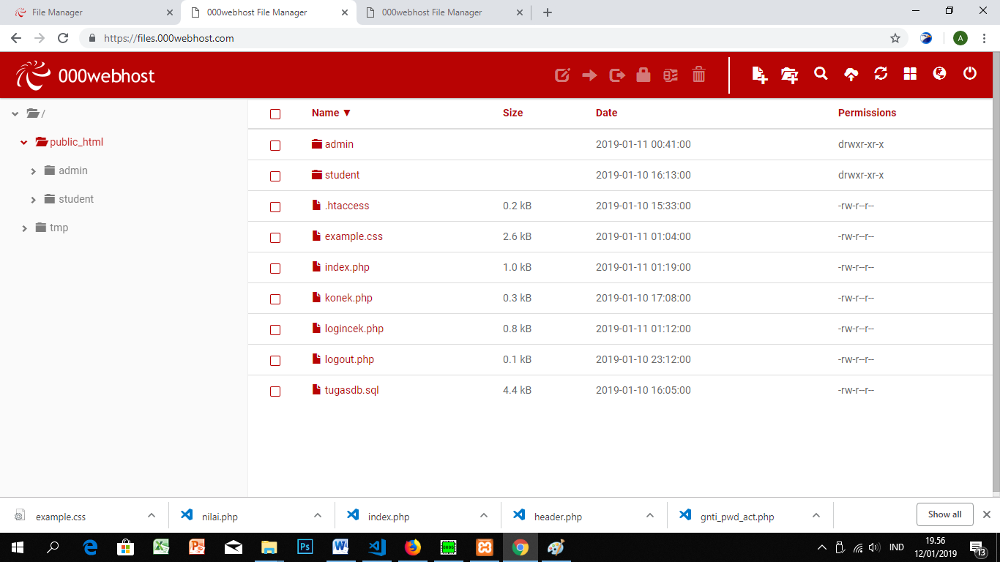 File Manager
000webhost File Manager
000webhost File Manager
https://files.000webhost.com
A
000webhost
/
public_html
admin
student
tmp
Name ▼ Size Date Permissions
admin 2019-01-11 00:41:00 drwxr-xr-x
student 2019-01-10 16:13:00 drwxr-xr-x
.htaccess 0.2 kB 2019-01-10 15:33:00 -rw-r--r--
example.css 2.6 kB 2019-01-11 01:04:00 -rw-r--r--
index.php 1.0 kB 2019-01-11 01:19:00 -rw-r--r--
konek.php 0.3 kB 2019-01-10 17:08:00 -rw-r--r--
logincek.php 0.8 kB 2019-01-11 01:12:00 -rw-r--r--
logout.php 0.1 kB 2019-01-10 23:12:00 -rw-r--r--
tugasdb.sql 4.4 kB 2019-01-10 16:05:00 -rw-r--r--
example.css
nilai.php
index.php
header.php
gnti_pwd_act.php
Show all
Ps
IND
19.56
12/01/2019
13